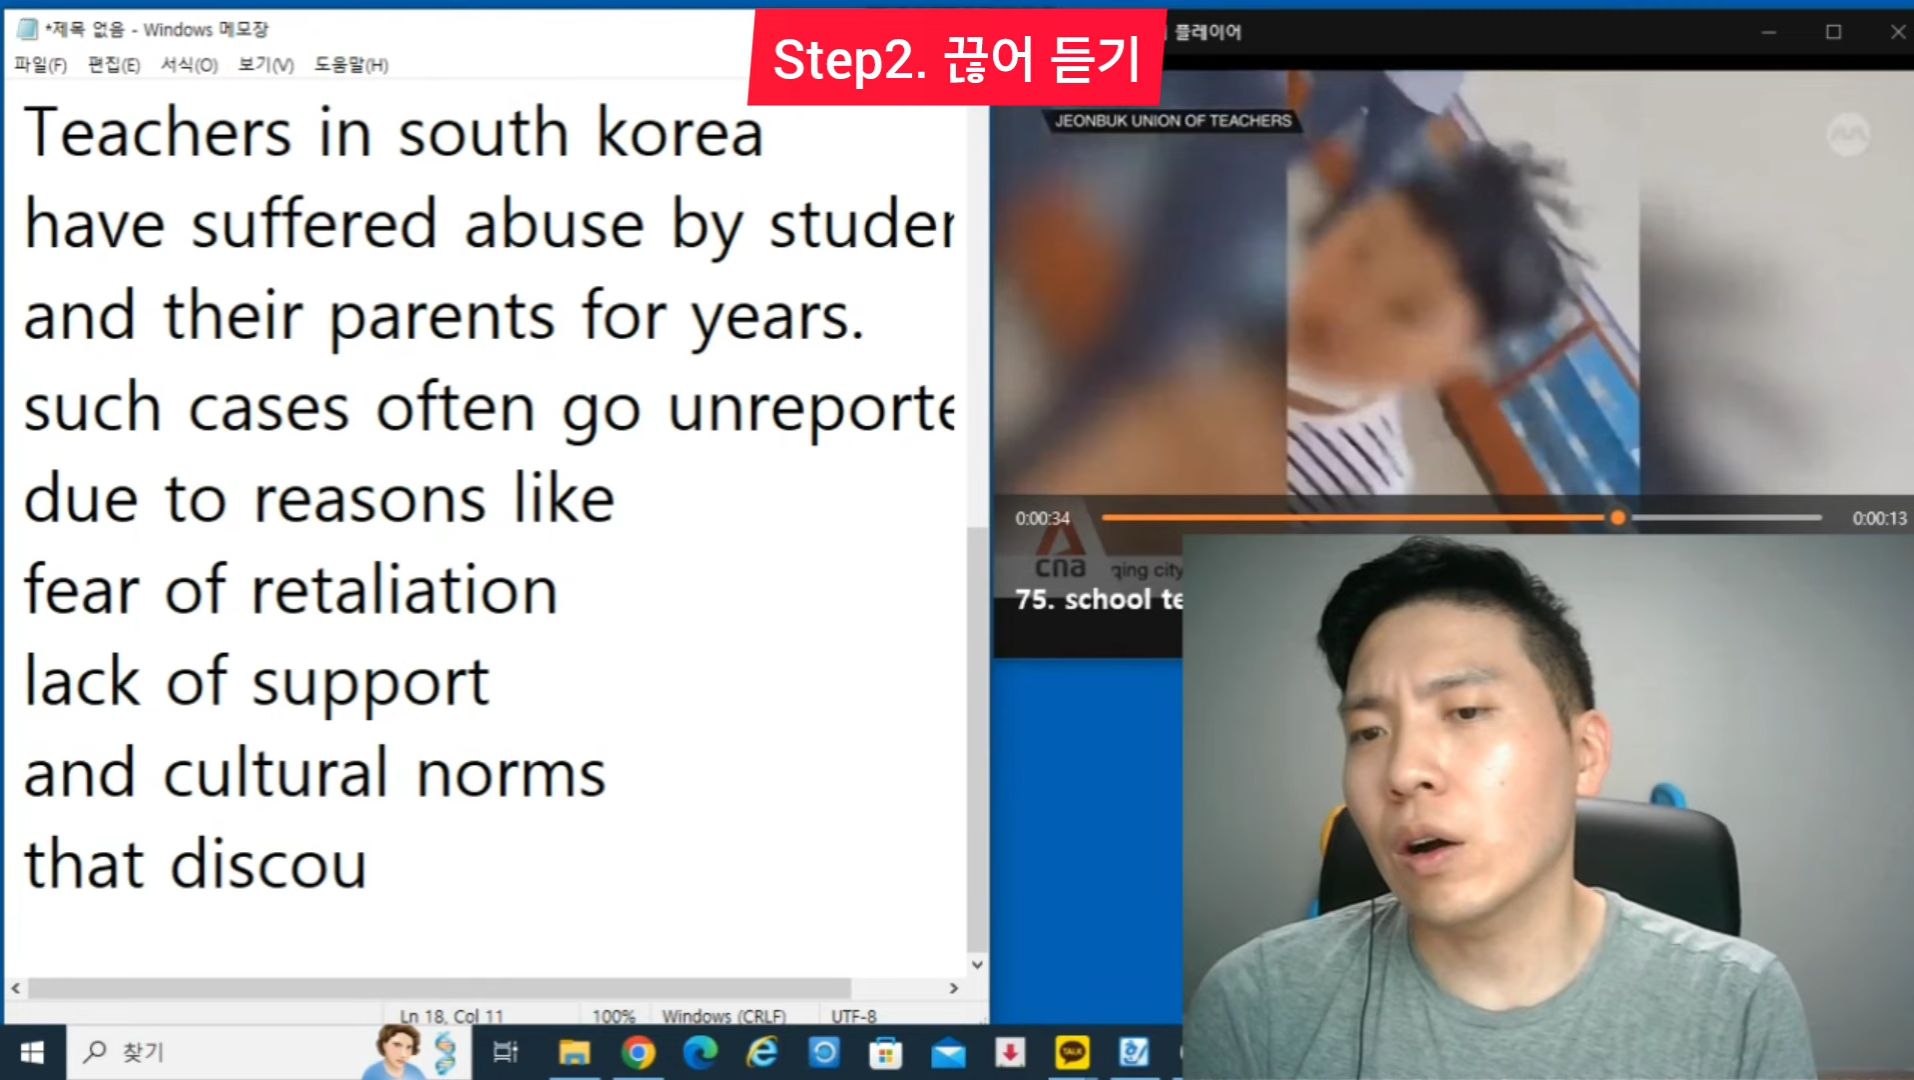 *제목 없음 - Windows 메모장
파일(F) 편집(E) 서식(O) 보기(V) 도움말(H)
Step2. 끊어 듣기
플레이어
Teachers in south korea
have suffered abuse by studen
and their parents for years.
such cases often go unreporte
due to reasons like
fear of retaliation
lack of support
and cultural norms
that discou
Ln 18, Col 11 100% Windows (CRLF) UTF-8
찾기
TALK
JEONBUK UNION OF TEACHERS
0:00:34 0:00:13
cna
qing city
75. school te